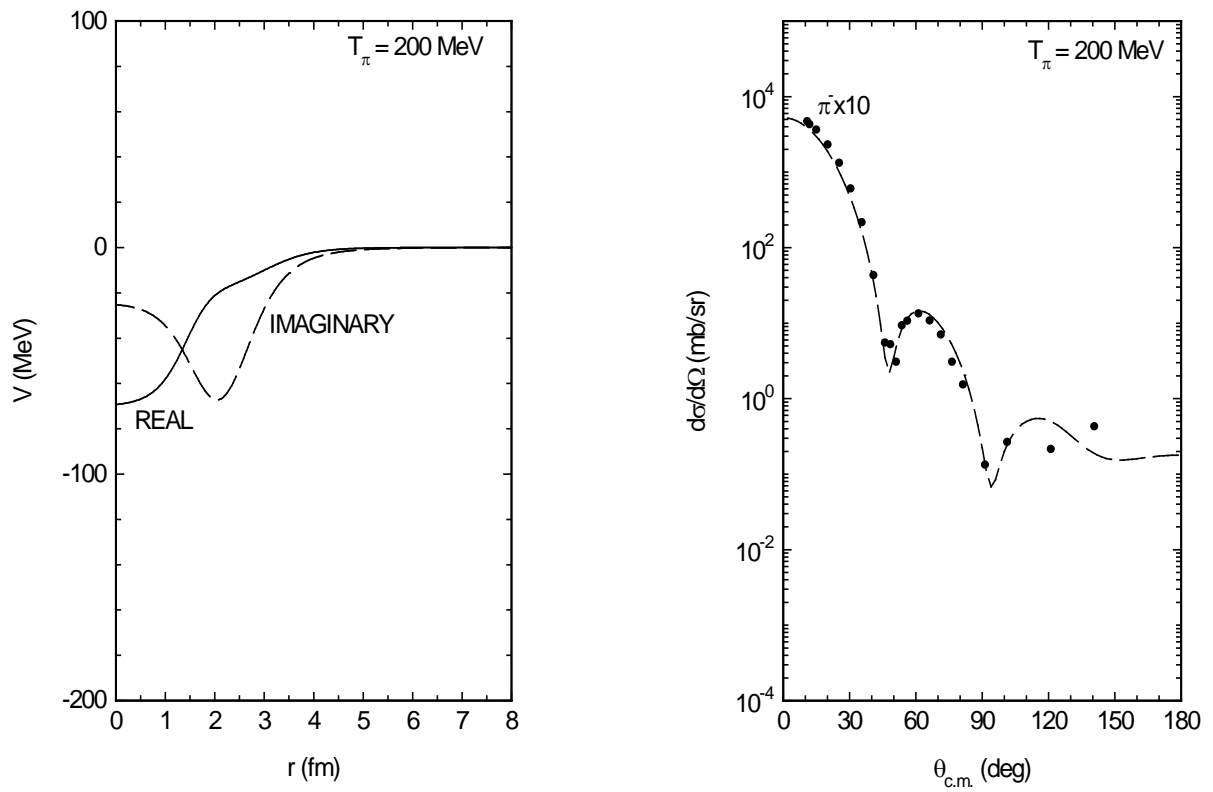 100
0
-100
-200
V (MeV)
T_π = 200 MeV
IMAGINARY
REAL
0 1 2 3 4 5 6 7 8
r (fm)
10^4
10^2
10^0
10^-2
10^-4
dσ/dΩ (mb/sr)
T_π = 200 MeV
π^-x10
0 30 60 90 120 150 180
θ_c.m. (deg)